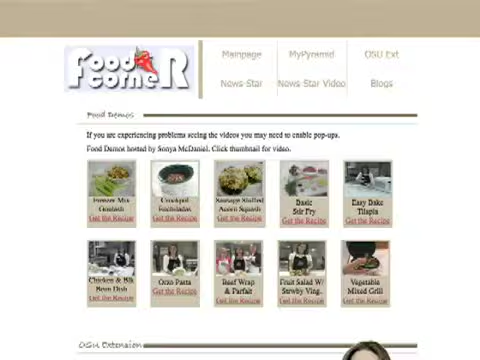 Food
corner
Mainpage MyPyramid OSU Ext
News-Star News-Star Video Blogs
Food Demos
If you are experiencing problems seeing the videos you may need to enable pop-ups.
Food Demos hosted by Sonya McDaniel. Click thumbnail for video.
Crockpot Basic Easy Bake
Goulash Enchiladas Acorn Squash Stir Fry Tilapia
Get the Recipe Get the Recipe Get the Recipe Get the Recipe Get the Recipe
Chicken & Blk Orzo Pasta Beef Wrap Fruit Salad W/ Vegetable
Bean Dish Get the Recipe & Parfait Mixed Grill
Get the Recipe Get the Recipe Get the Recipe Get the Recipe
OSU Extension